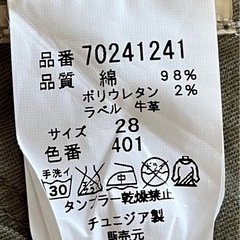 品番 70241241
品質 綿 98%
ポリウレタン 2%
ラベル 牛革
サイズ 28
色番 401
手洗イ
30
タンブラー乾燥禁止
チュニジア製
販売元